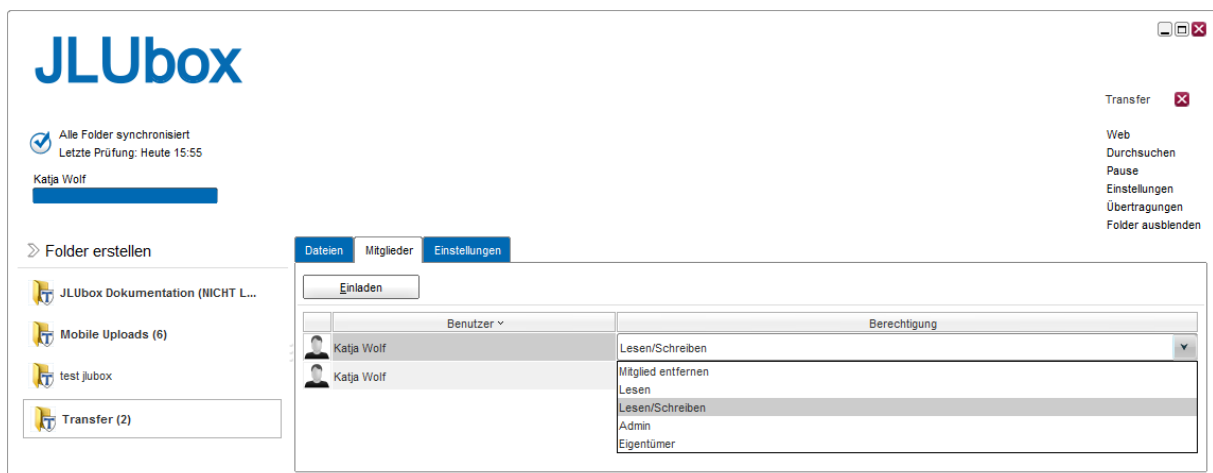 JLUbox
Transfer
Alle Folder synchronisiert
Letzte Prüfung: Heute 15:55
Katja Wolf
Web
Durchsuchen
Pause
Einstellungen
Übertragungen
Folder ausblenden
Folder erstellen
JLUbox Dokumentation (NICHT L...
Mobile Uploads (6)
test jlubox
Transfer (2)
Dateien Mitglieder Einstellungen
Einladen
Benutzer Berechtigung
Katja Wolf Lesen/Schreiben
Katja Wolf
Mitglied entfernen
Lesen
Lesen/Schreiben
Admin
Eigentümer